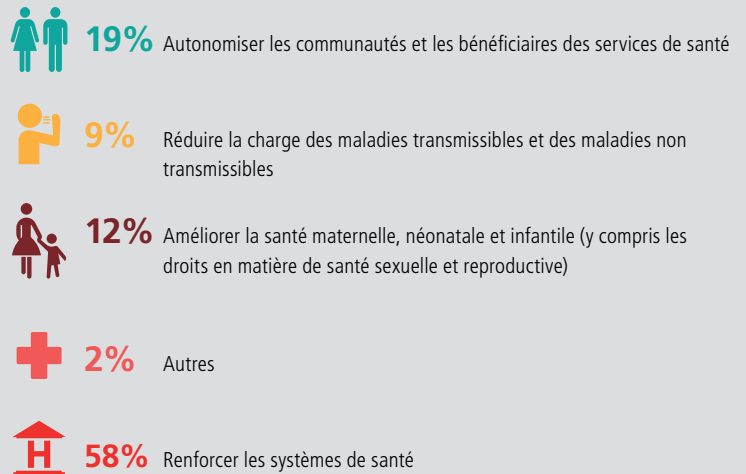 19% Autonomiser les communautés et les bénéficiaires des services de santé
9% Réduire la charge des maladies transmissibles et des maladies non
transmissibles
12% Améliorer la santé maternelle, néonatale et infantile (y compris les
droits en matière de santé sexuelle et reproductive)
2% Autres
H 58% Renforcer les systèmes de santé